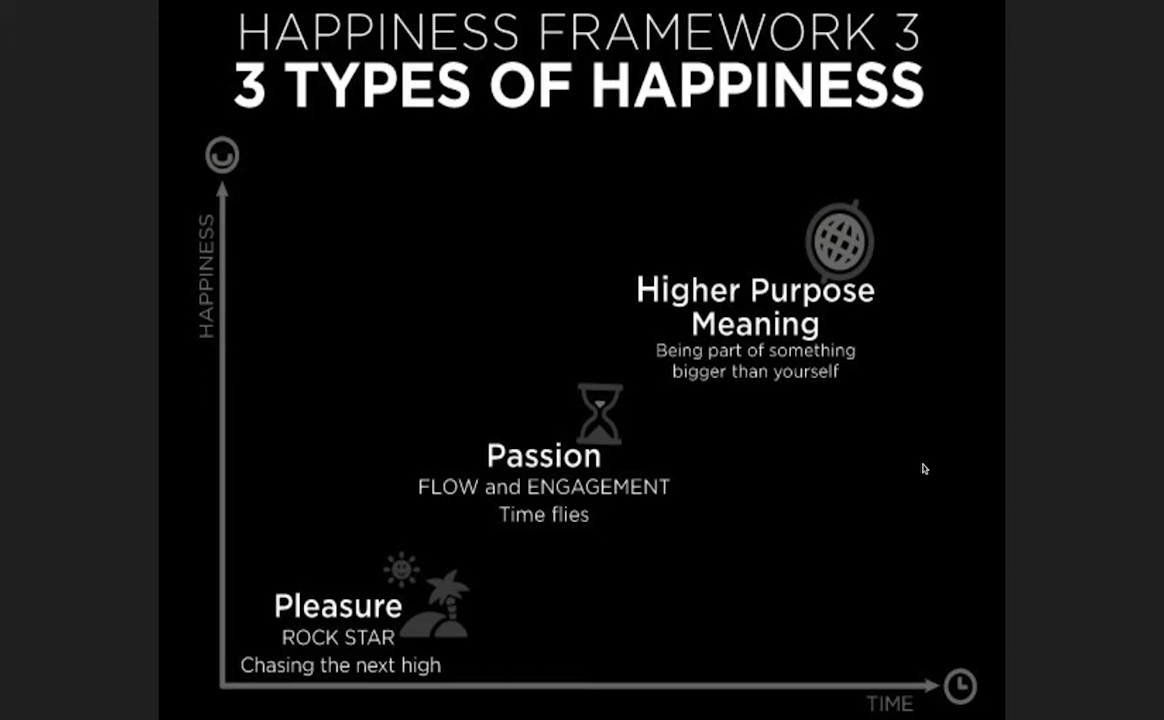 HAPPINESS FRAMEWORK 3
3 TYPES OF HAPPINESS
HAPPINESS
Higher Purpose
Meaning
Being part of something
bigger than yourself
Passion
FLOW and ENGAGEMENT
Time flies
Pleasure
ROCK STAR
Chasing the next high
TIME